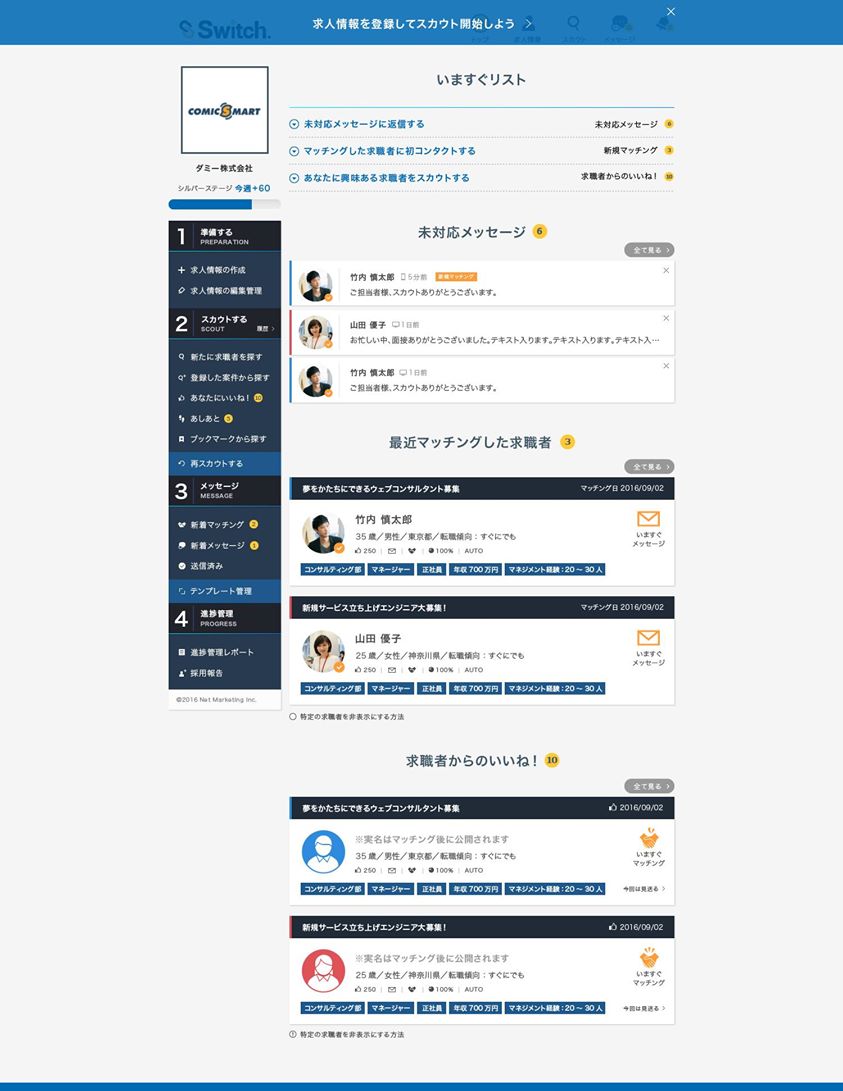 求人情報を登録してスカウト開始しよう
Switch.
トップ
求人情報
スカウト
メッセージ
COMIC SMART
ダミー株式会社
シルバーステージ 今週+60
1 準備する
PREPARATION
求人情報の作成
求人情報の編集管理
2 スカウトする
SCOUT 履歴
新たに求職者を探す
登録した案件から探す
あなたにいいね! 10
あしあと 3
ブックマークから探す
再スカウトする
3 メッセージ
MESSAGE
新着マッチング 2
新着メッセージ 1
送信済み
テンプレート管理
4 進捗管理
PROGRESS
進捗管理レポート
採用報告
©2016 Net Marketing Inc.
いますぐリスト
未対応メッセージに返信する 未対応メッセージ 6
マッチングした求職者に初コンタクトする 新規マッチング 3
あなたに興味ある求職者をスカウトする 求職者からのいいね! 10
未対応メッセージ 6
全て見る
竹内 慎太郎 5分前 新規マッチング
ご担当者様、スカウトありがとうございます。
山田 優子 1日前
お忙しい中、面接ありがとうございました。テキスト入ります。テキスト入ります。テキスト入…
竹内 慎太郎 1日前
ご担当者様、スカウトありがとうございます。
最近マッチングした求職者 3
全て見る
夢をかたちにできるウェブコンサルタント募集 マッチング日 2016/09/02
竹内 慎太郎
35歳/男性/東京都/転職傾向:すぐにでも
250 | | | 100% | AUTO
コンサルティング部 マネージャー 正社員 年収700万円 マネジメント経験:20〜30人
いますぐ
メッセージ
新規サービス立ち上げエンジニア大募集! マッチング日 2016/09/02
山田 優子
25歳/女性/神奈川県/転職傾向:すぐにでも
250 | | | 100% | AUTO
コンサルティング部 マネージャー 正社員 年収700万円 マネジメント経験:20〜30人
いますぐ
メッセージ
特定の求職者を非表示にする方法
求職者からのいいね! 10
全て見る
夢をかたちにできるウェブコンサルタント募集 2016/09/02
※実名はマッチング後に公開されます
35歳/男性/東京都/転職傾向:すぐにでも
250 | | | 100% | AUTO
コンサルティング部 マネージャー 正社員 年収700万円 マネジメント経験:20〜30人
いますぐ
マッチング
今回は見送る
新規サービス立ち上げエンジニア大募集! 2016/09/02
※実名はマッチング後に公開されます
25歳/女性/神奈川県/転職傾向:すぐにでも
250 | | | 100% | AUTO
コンサルティング部 マネージャー 正社員 年収700万円 マネジメント経験:20〜30人
いますぐ
マッチング
今回は見送る
特定の求職者を非表示にする方法